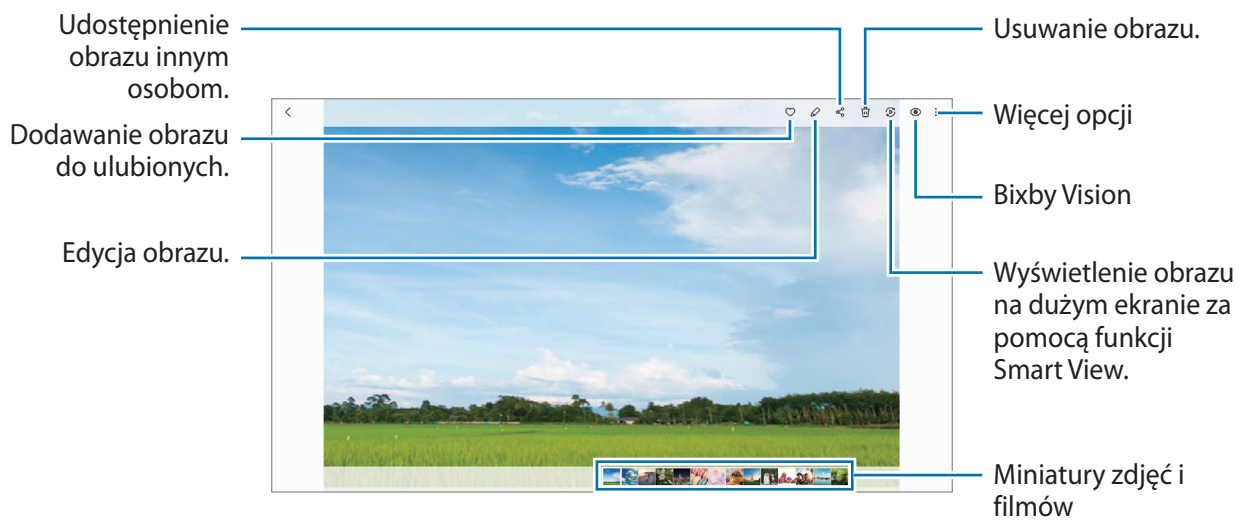 Udostępnienie
obrazu innym
osobom.
Dodawanie obrazu
do ulubionych.
Edycja obrazu.
Usuwanie obrazu.
Więcej opcji
Bixby Vision
Wyświetlenie obrazu
na dużym ekranie za
pomocą funkcji
Smart View.
Miniatury zdjęć i
filmów